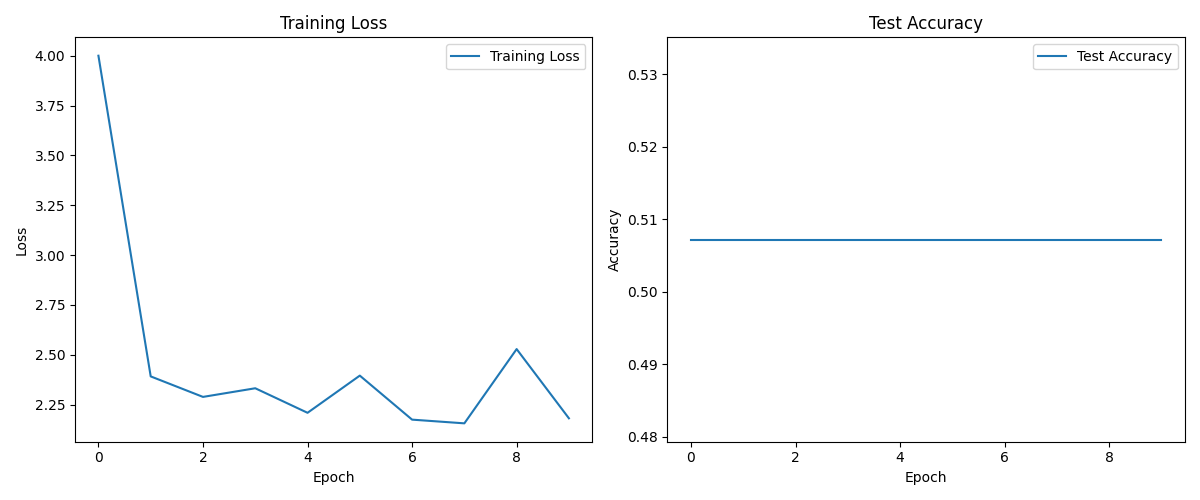 Training Loss
Training Loss
4.00
3.75
3.50
3.25
3.00
2.75
2.50
2.25
Loss
0 2 4 6 8
Epoch
Test Accuracy
Test Accuracy
0.53
0.52
0.51
0.50
0.49
0.48
Accuracy
0 2 4 6 8
Epoch